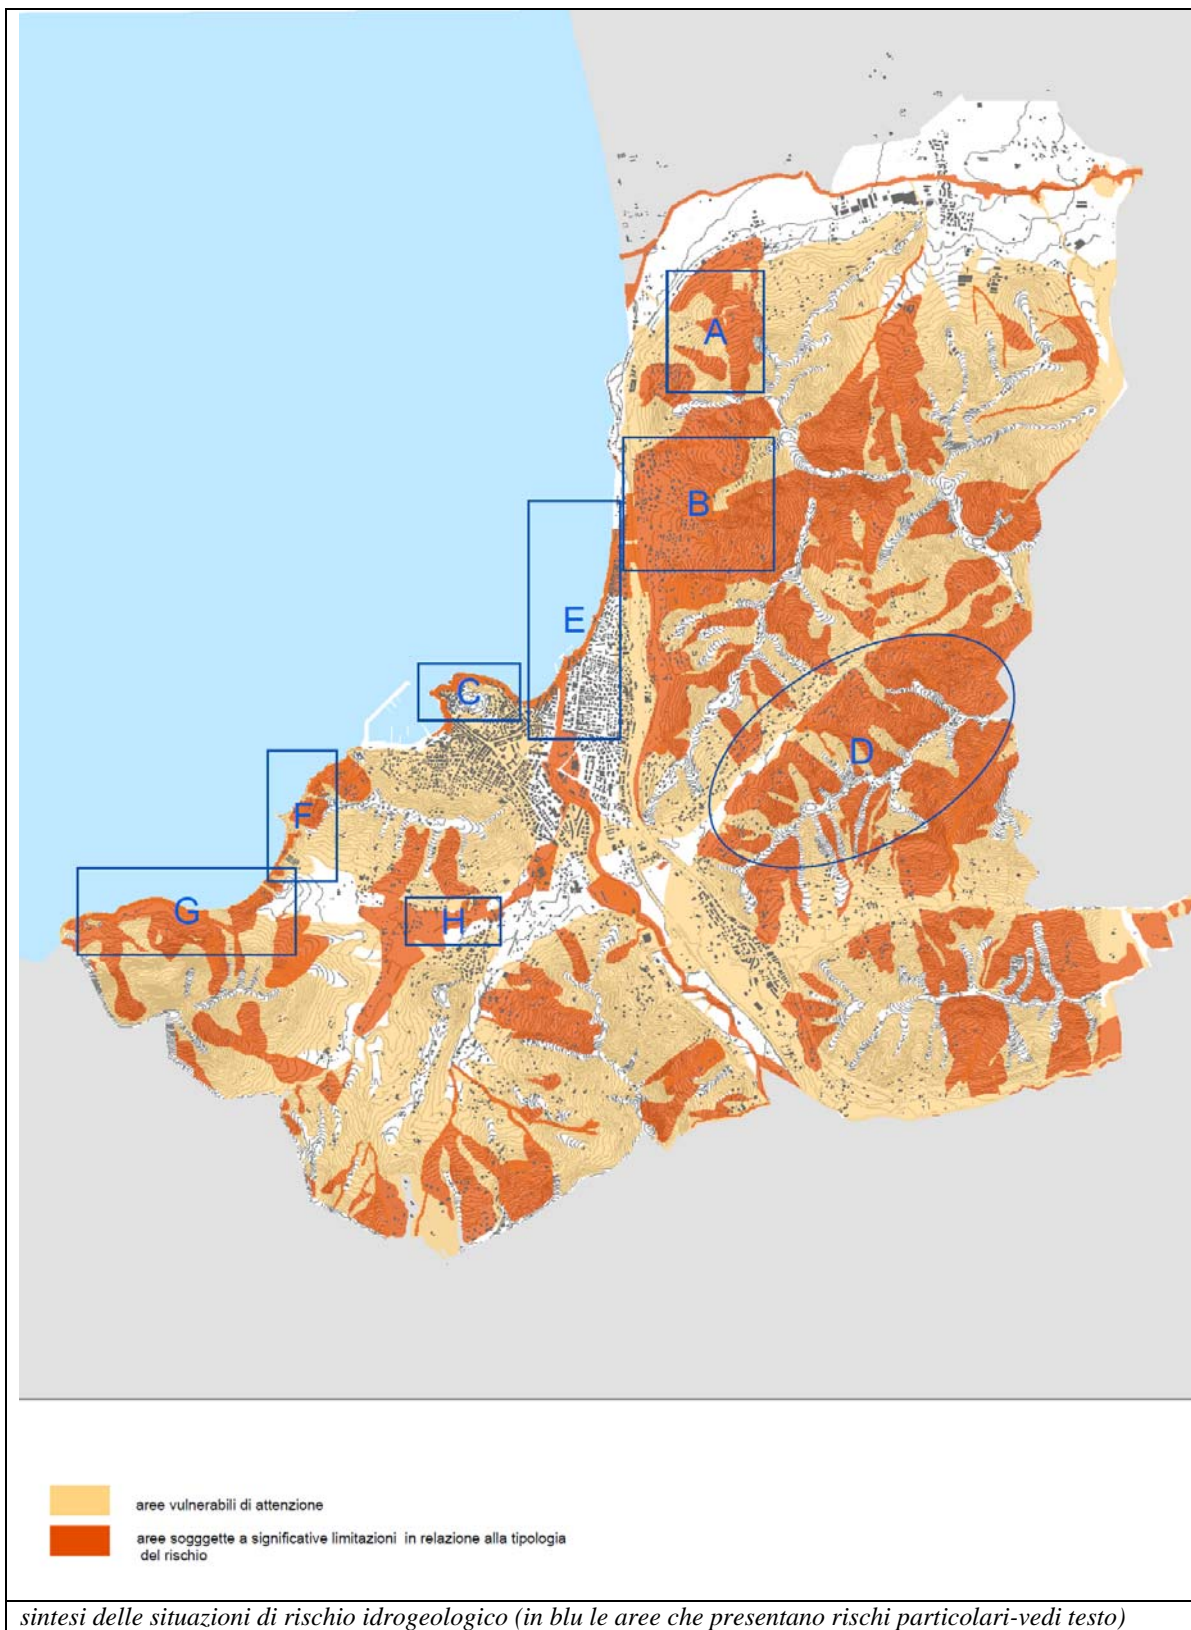 A
B
E
C
D
F
G
H
aree vulnerabili di attenzione
aree sogggette a significative limitazioni in relazione alla tipologia
del rischio
sintesi delle situazioni di rischio idrogeologico (in blu le aree che presentano rischi particolari-vedi testo)